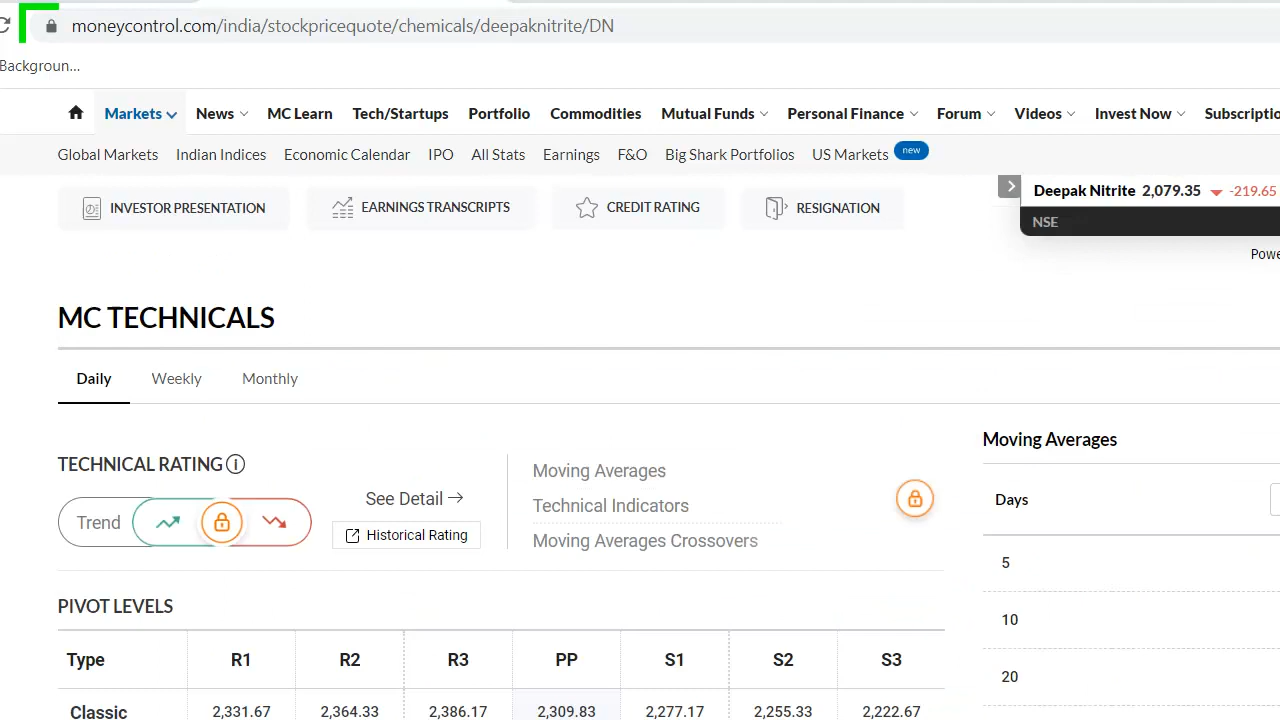 moneycontrol.com/india/stockpricequote/chemicals/deepaknitrite/DN
Backgroun...
Markets News MC Learn Tech/Startups Portfolio Commodities Mutual Funds Personal Finance Forum Videos Invest Now Subscriptio
Global Markets Indian Indices Economic Calendar IPO All Stats Earnings F&O Big Shark Portfolios US Markets new
INVESTOR PRESENTATION EARNINGS TRANSCRIPTS CREDIT RATING RESIGNATION
Deepak Nitrite 2,079.35 -219.65
NSE
Powe
MC TECHNICALS
Daily Weekly Monthly
TECHNICAL RATING
Trend
See Detail
Historical Rating
Moving Averages
Technical Indicators
Moving Averages Crossovers
Moving Averages
Days
5
10
20
PIVOT LEVELS
Type R1 R2 R3 PP S1 S2 S3
Classic 2,331.67 2,364.33 2,386.17 2,309.83 2,277.17 2,255.33 2,222.67